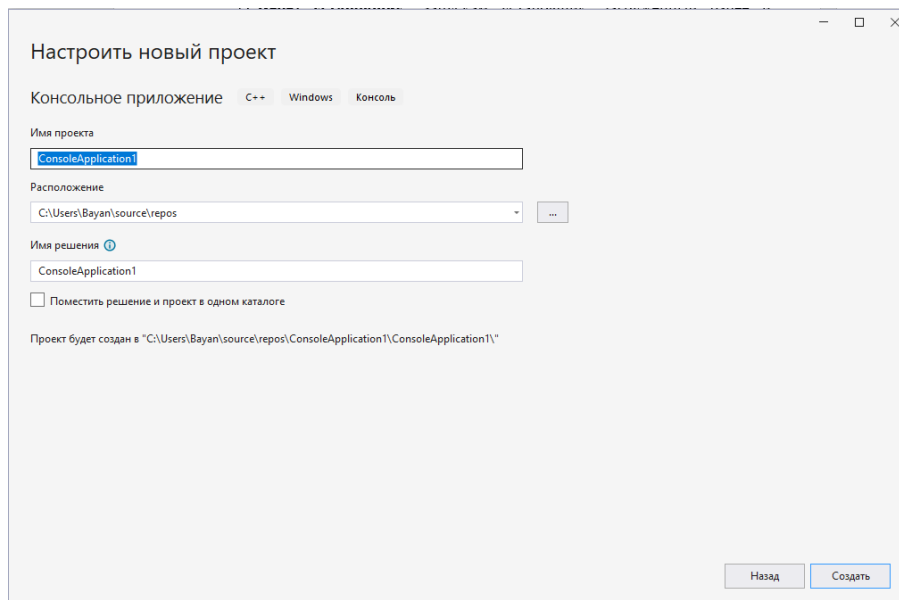 Настроить новый проект
Консольное приложение C++ Windows Консоль
Имя проекта
ConsoleApplication1
Расположение
C:\Users\Bayan\source\repos
...
Имя решения
ConsoleApplication1
Поместить решение и проект в одном каталоге
Проект будет создан в "C:\Users\Bayan\source\repos\ConsoleApplication1\ConsoleApplication1\"
Назад Создать